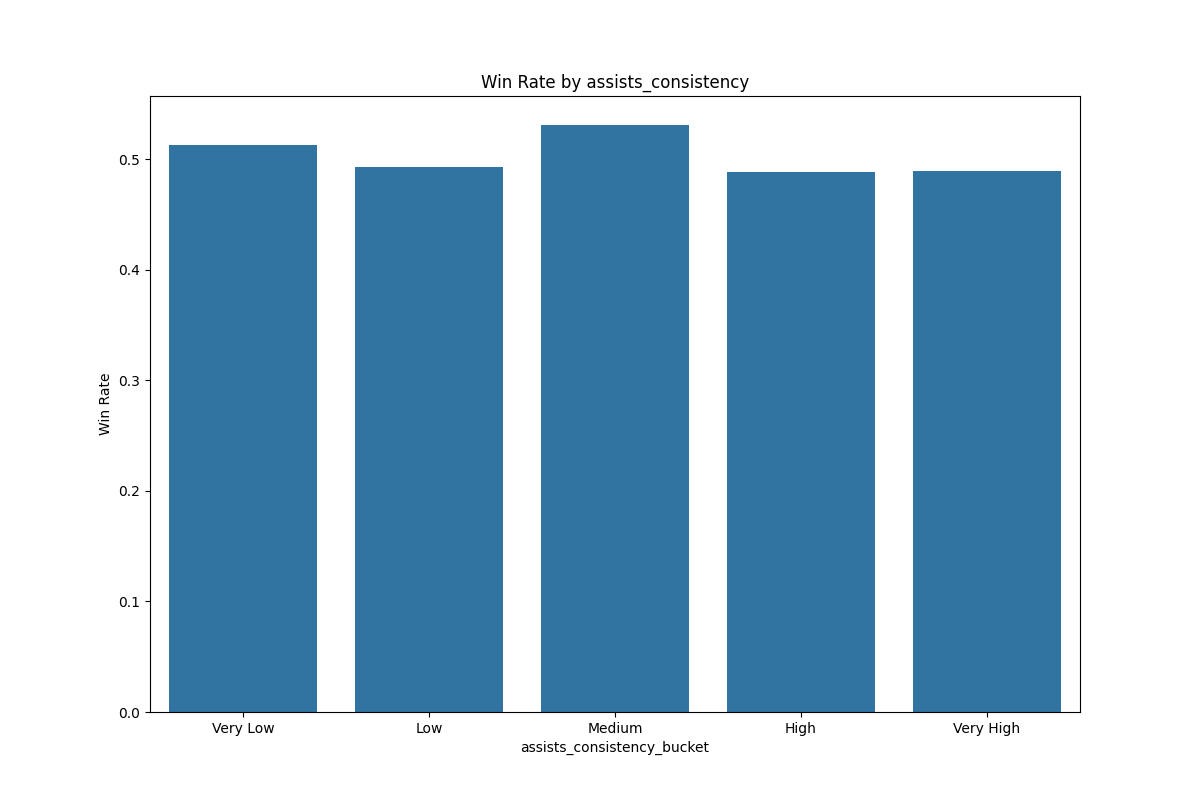 Win Rate by assists_consistency
Win Rate
0.5
0.4
0.3
0.2
0.1
0.0
Very Low
Low
Medium
High
Very High
assists_consistency_bucket